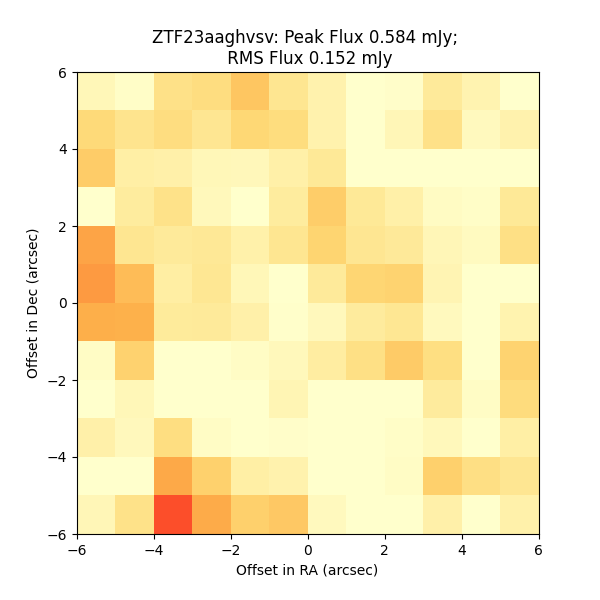 ZTF23aaghvsv: Peak Flux 0.584 mJy;
RMS Flux 0.152 mJy
6
4
2
0
−2
−4
−6
Offset in Dec (arcsec)
−6 −4 −2 0 2 4 6
Offset in RA (arcsec)